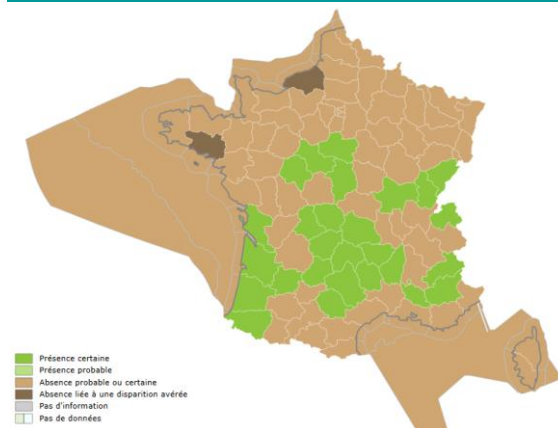 Présence certaine
Présence probable
Absence probable ou certaine
Absence liée à une disparition avérée
Pas d'information
Pas de données